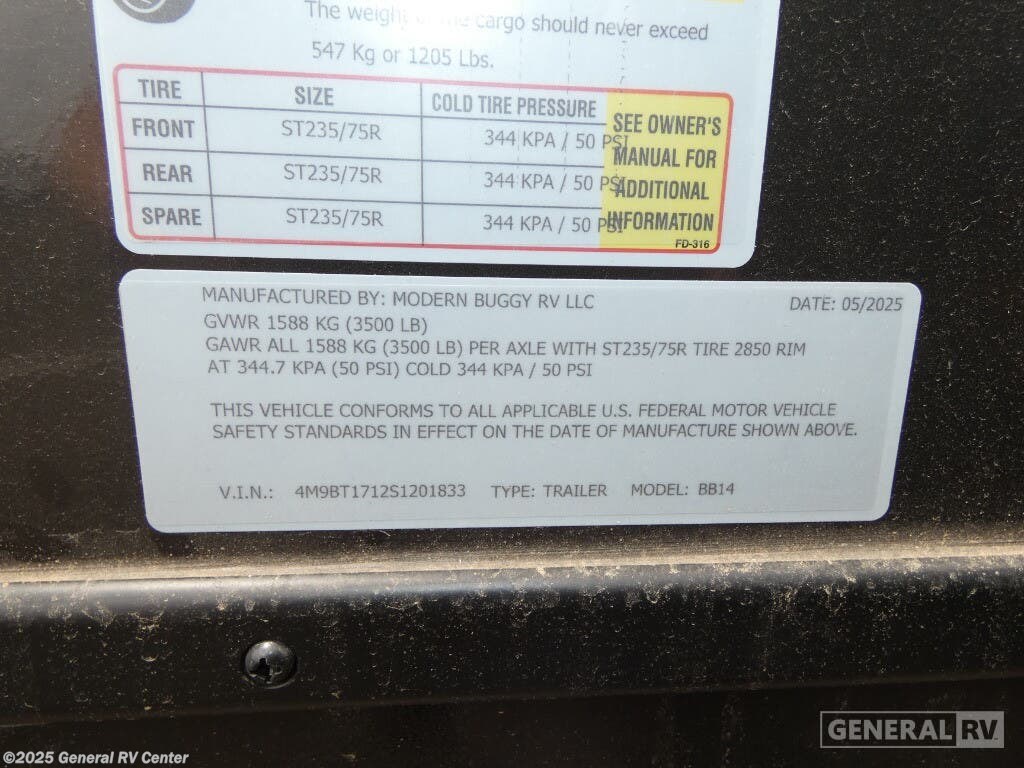 The weight of the cargo should never exceed
547 Kg or 1205 Lbs.
TIRE SIZE COLD TIRE PRESSURE SEE OWNER'S MANUAL FOR ADDITIONAL INFORMATION
FRONT ST235/75R 344 KPA / 50 PSI
REAR ST235/75R 344 KPA / 50 PSI
SPARE ST235/75R 344 KPA / 50 PSI
FD-316
MANUFACTURED BY: MODERN BUGGY RV LLC DATE: 05/2025
GVWR 1588 KG (3500 LB)
GAWR ALL 1588 KG (3500 LB) PER AXLE WITH ST235/75R TIRE 2850 RIM
AT 344.7 KPA (50 PSI) COLD 344 KPA / 50 PSI
THIS VEHICLE CONFORMS TO ALL APPLICABLE U.S. FEDERAL MOTOR VEHICLE
SAFETY STANDARDS IN EFFECT ON THE DATE OF MANUFACTURE SHOWN ABOVE.
V.I.N.: 4M9BT1712S1201833 TYPE: TRAILER MODEL: BB14
GENERAL RV
©2025 General RV Center